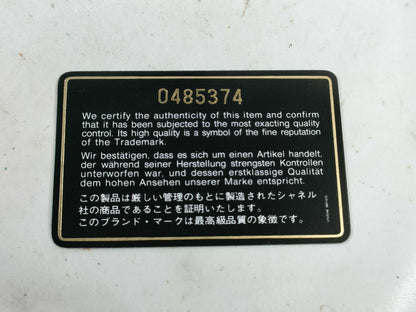 0485374
We certify the authenticity of this item and confirm
that it has been subjected to the most exacting quality
control. Its high quality is a symbol of the fine reputation
of the Trademark.
Wir bestätigen, dass es sich um einen Artikel handelt,
der während seiner Herstellung strengsten Kontrollen
unterworfen war, und dessen erstklassige Qualität
dem hohen Ansehen unserer Marke entspricht.
この製品は厳しい管理のもとに製造されたシャネル
社の商品であることを証明いたします。
このブランド・マークは最高級品質の象徴です。